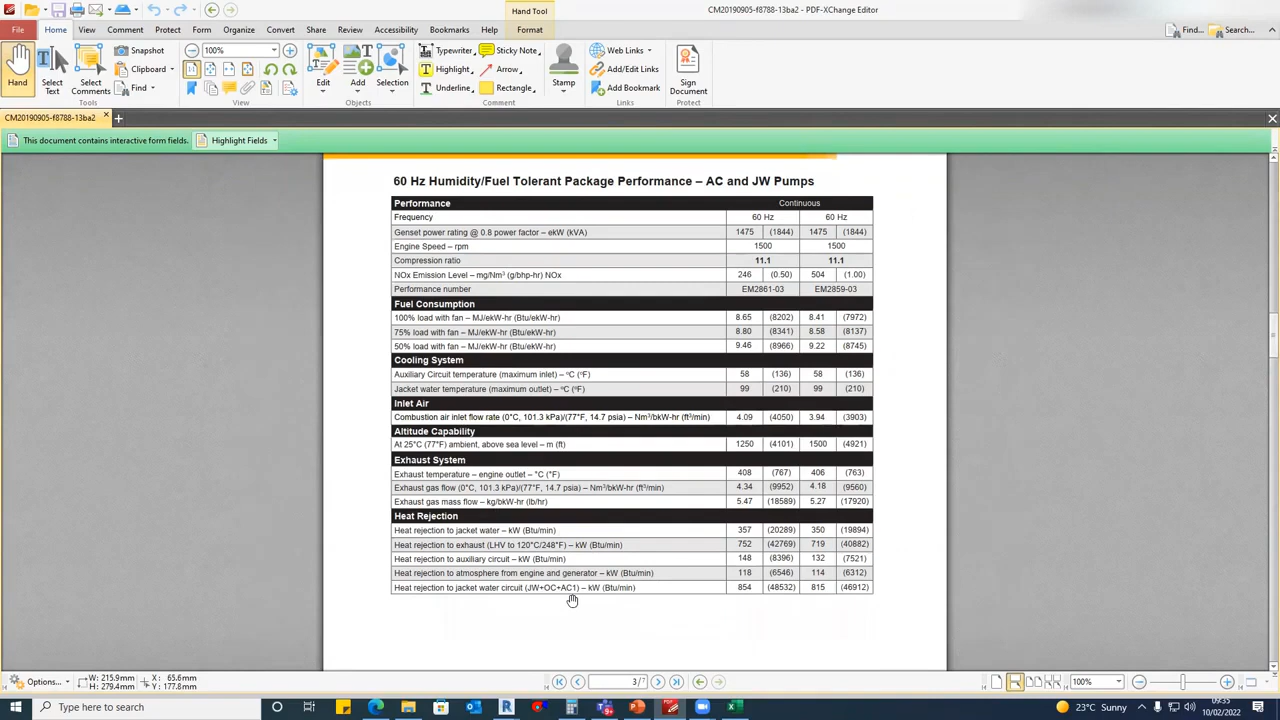 Hand Tool
CM20190905-f8788-13ba2 - PDF-XChange Editor
File Home View Comment Protect Form Organize Convert Share Review Accessibility Bookmarks Help Format Find... Search...
Hand
Select Text
Select Comments
Snapshot
Clipboard
Find
Tools
100%
View
Edit
Add
Selection
Objects
Typewriter Sticky Note
Highlight Arrow
Underline Rectangle
Comment
Stamp
Web Links
Add/Edit Links
Add Bookmark
Links
Sign Document
Protect
CM20190905-f8788-13ba2
This document contains interactive form fields. Highlight Fields
60 Hz Humidity/Fuel Tolerant Package Performance – AC and JW Pumps
Performance Continuous
Frequency 60 Hz 60 Hz
Genset power rating @ 0.8 power factor – ekW (kVA) 1475 (1844) 1475 (1844)
Engine Speed – rpm 1500 1500
Compression ratio 11.1 11.1
NOx Emission Level – mg/Nm³ (g/bhp-hr) NOx 246 (0.50) 504 (1.00)
Performance number EM2861-03 EM2859-03
Fuel Consumption
100% load with fan – MJ/ekW-hr (Btu/ekW-hr) 8.65 (8202) 8.41 (7972)
75% load with fan – MJ/ekW-hr (Btu/ekW-hr) 8.80 (8341) 8.58 (8137)
50% load with fan – MJ/ekW-hr (Btu/ekW-hr) 9.46 (8966) 9.22 (8745)
Cooling System
Auxiliary Circuit temperature (maximum inlet) – °C (°F) 58 (136) 58 (136)
Jacket water temperature (maximum outlet) – °C (°F) 99 (210) 99 (210)
Inlet Air
Combustion air inlet flow rate (0°C, 101.3 kPa)/(77°F, 14.7 psia) – Nm³/bkW-hr (ft³/min) 4.09 (4050) 3.94 (3903)
Altitude Capability
At 25°C (77°F) ambient, above sea level – m (ft) 1250 (4101) 1500 (4921)
Exhaust System
Exhaust temperature – engine outlet – °C (°F) 408 (767) 406 (763)
Exhaust gas flow (0°C, 101.3 kPa)/(77°F, 14.7 psia) – Nm³/bkW-hr (ft³/min) 4.34 (9952) 4.18 (9560)
Exhaust gas mass flow – kg/bkW-hr (lb/hr) 5.47 (18589) 5.27 (17920)
Heat Rejection
Heat rejection to jacket water – kW (Btu/min) 357 (20289) 350 (19894)
Heat rejection to exhaust (LHV to 120°C/248°F) – kW (Btu/min) 752 (42769) 719 (40882)
Heat rejection to auxiliary circuit – kW (Btu/min) 148 (8396) 132 (7521)
Heat rejection to atmosphere from engine and generator – kW (Btu/min) 118 (6546) 114 (6312)
Heat rejection to jacket water circuit (JW+OC+AC1) – kW (Btu/min) 854 (48532) 815 (46912)
Options... W: 215.9mm X: 65.6mm 3/7 100%
H: 279.4mm Y: 177.8mm
Type here to search 23°C Sunny 09:35
10/02/2022